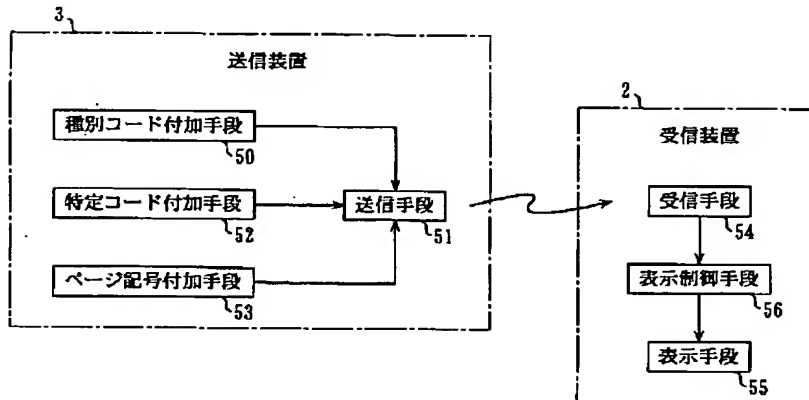 3
送信装置
種別コード付加手段
50
特定コード付加手段
52
ページ記号付加手段
53
送信手段
51
2
受信装置
受信手段
54
表示制御手段
56
表示手段
55